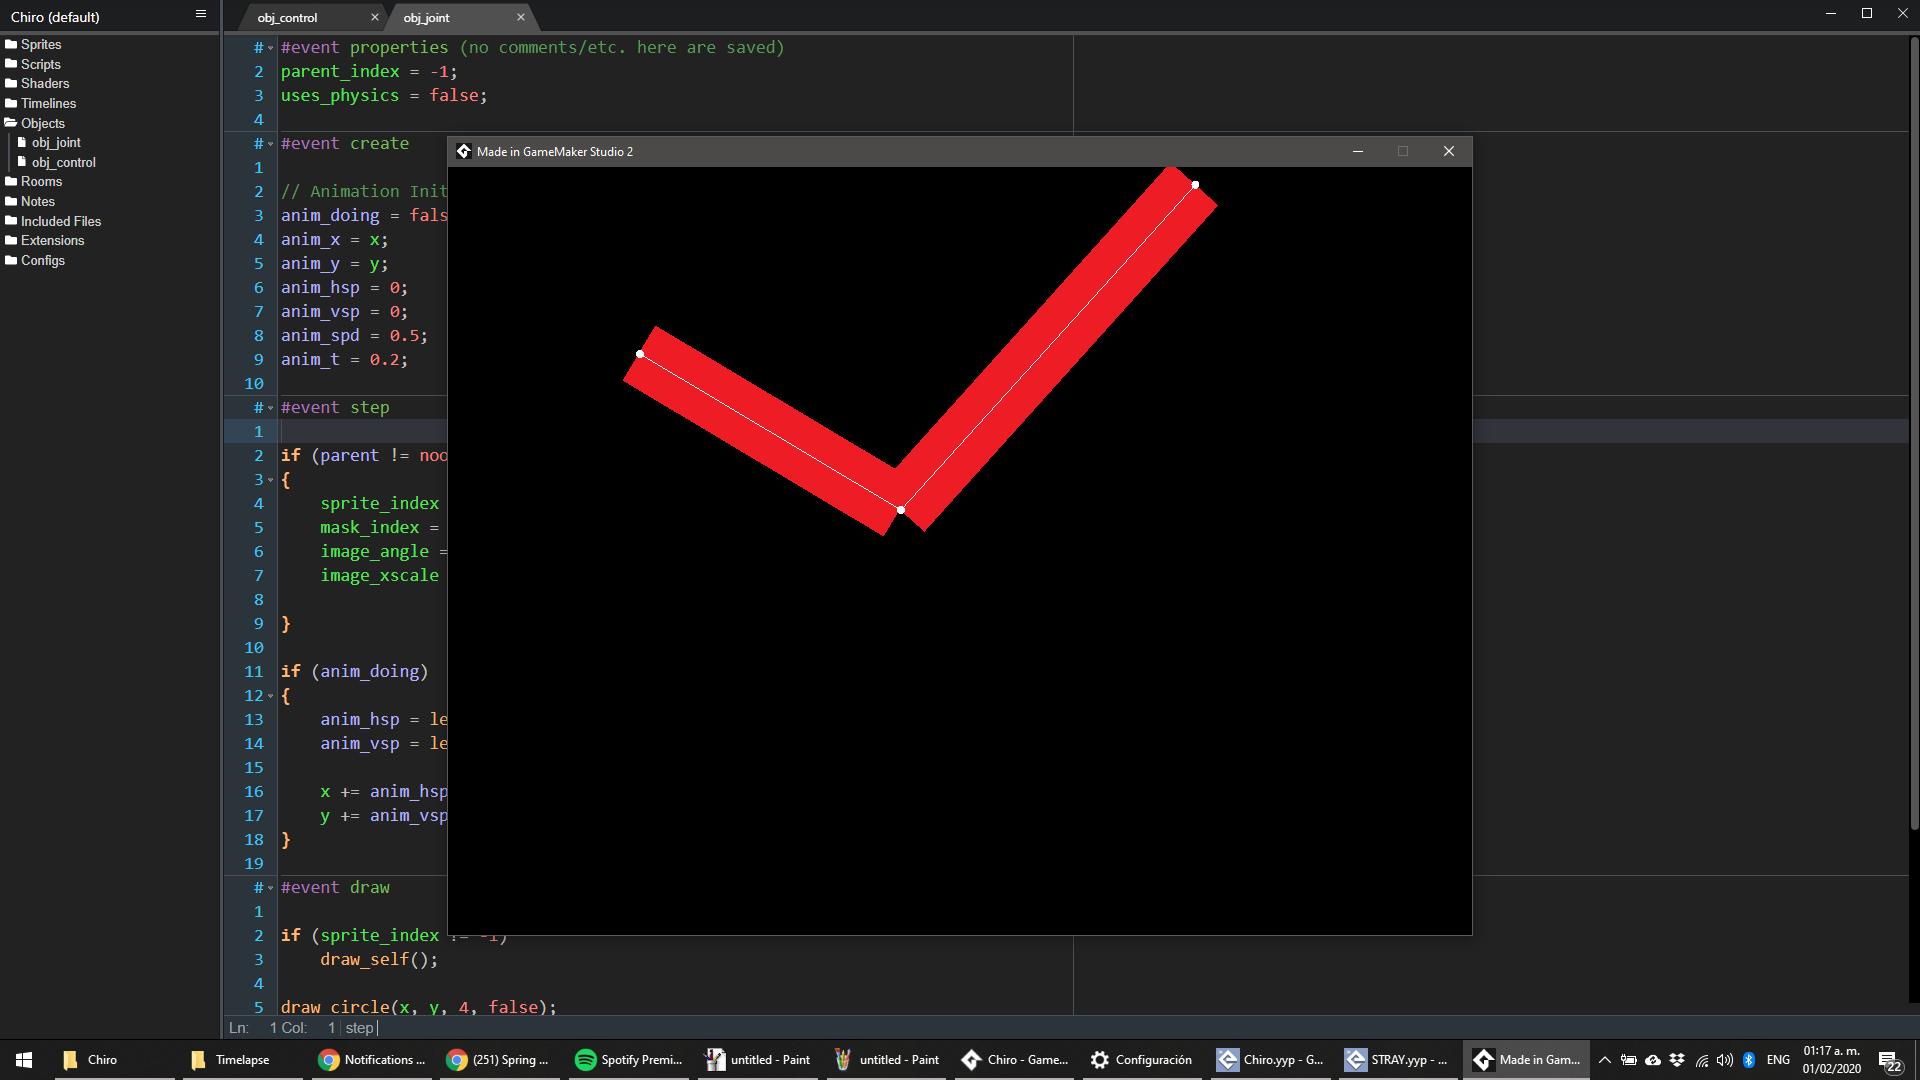 Chiro (default)
obj_control
obj_joint
Sprites
Scripts
Shaders
Timelines
Objects
obj_joint
obj_control
Rooms
Notes
Included Files
Extensions
Configs
# #event properties (no comments/etc. here are saved)
2 parent_index = -1;
3 uses_physics = false;
4
# #event create
1
2 // Animation Init
3 anim_doing = fals
4 anim_x = x;
5 anim_y = y;
6 anim_hsp = 0;
7 anim_vsp = 0;
8 anim_spd = 0.5;
9 anim_t = 0.2;
10
# #event step
1
2 if (parent != noo
3 {
4 sprite_index
5 mask_index =
6 image_angle =
7 image_xscale
8
9 }
10
11 if (anim_doing)
12 {
13 anim_hsp = le
14 anim_vsp = le
15
16 x += anim_hsp
17 y += anim_vsp
18 }
19
# #event draw
1
2 if (sprite_index != -1)
3 draw_self();
4
5 draw_circle(x, y, 4, false);
Ln: 1 Col: 1 step
Made in GameMaker Studio 2
Chiro
Timelapse
Notifications ...
(251) Spring ...
Spotify Premi...
untitled - Paint
untitled - Paint
Chiro - Game...
Configuración
Chiro.yyp - G...
STRAY.yyp - ...
Made in Gam...
ENG
01:17 a. m.
01/02/2020
22